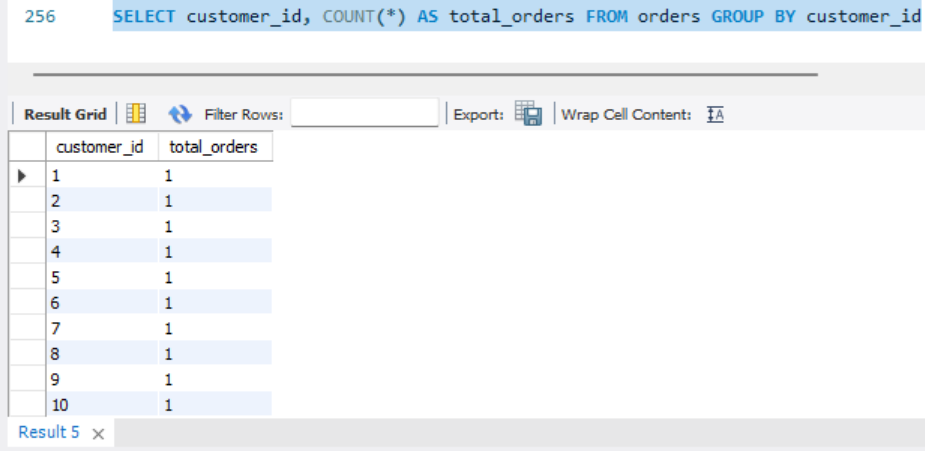 256 SELECT customer_id, COUNT(*) AS total_orders FROM orders GROUP BY customer_id
Result Grid Filter Rows: Export: Wrap Cell Content: IA
customer_id total_orders
1 1
2 1
3 1
4 1
5 1
6 1
7 1
8 1
9 1
10 1
Result 5 ×